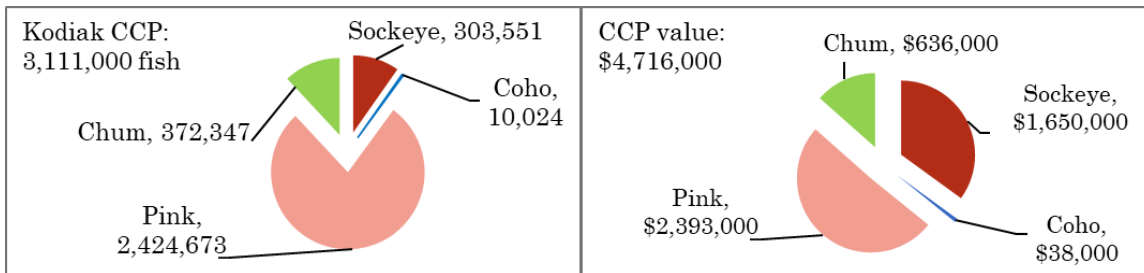 Kodiak CCP:
3,111,000 fish
Sockeye, 303,551
Coho,
10,024
Chum, 372,347
Pink,
2,424,673
CCP value:
$4,716,000
Chum, $636,000
Sockeye,
$1,650,000
Pink,
$2,393,000
Coho,
$38,000